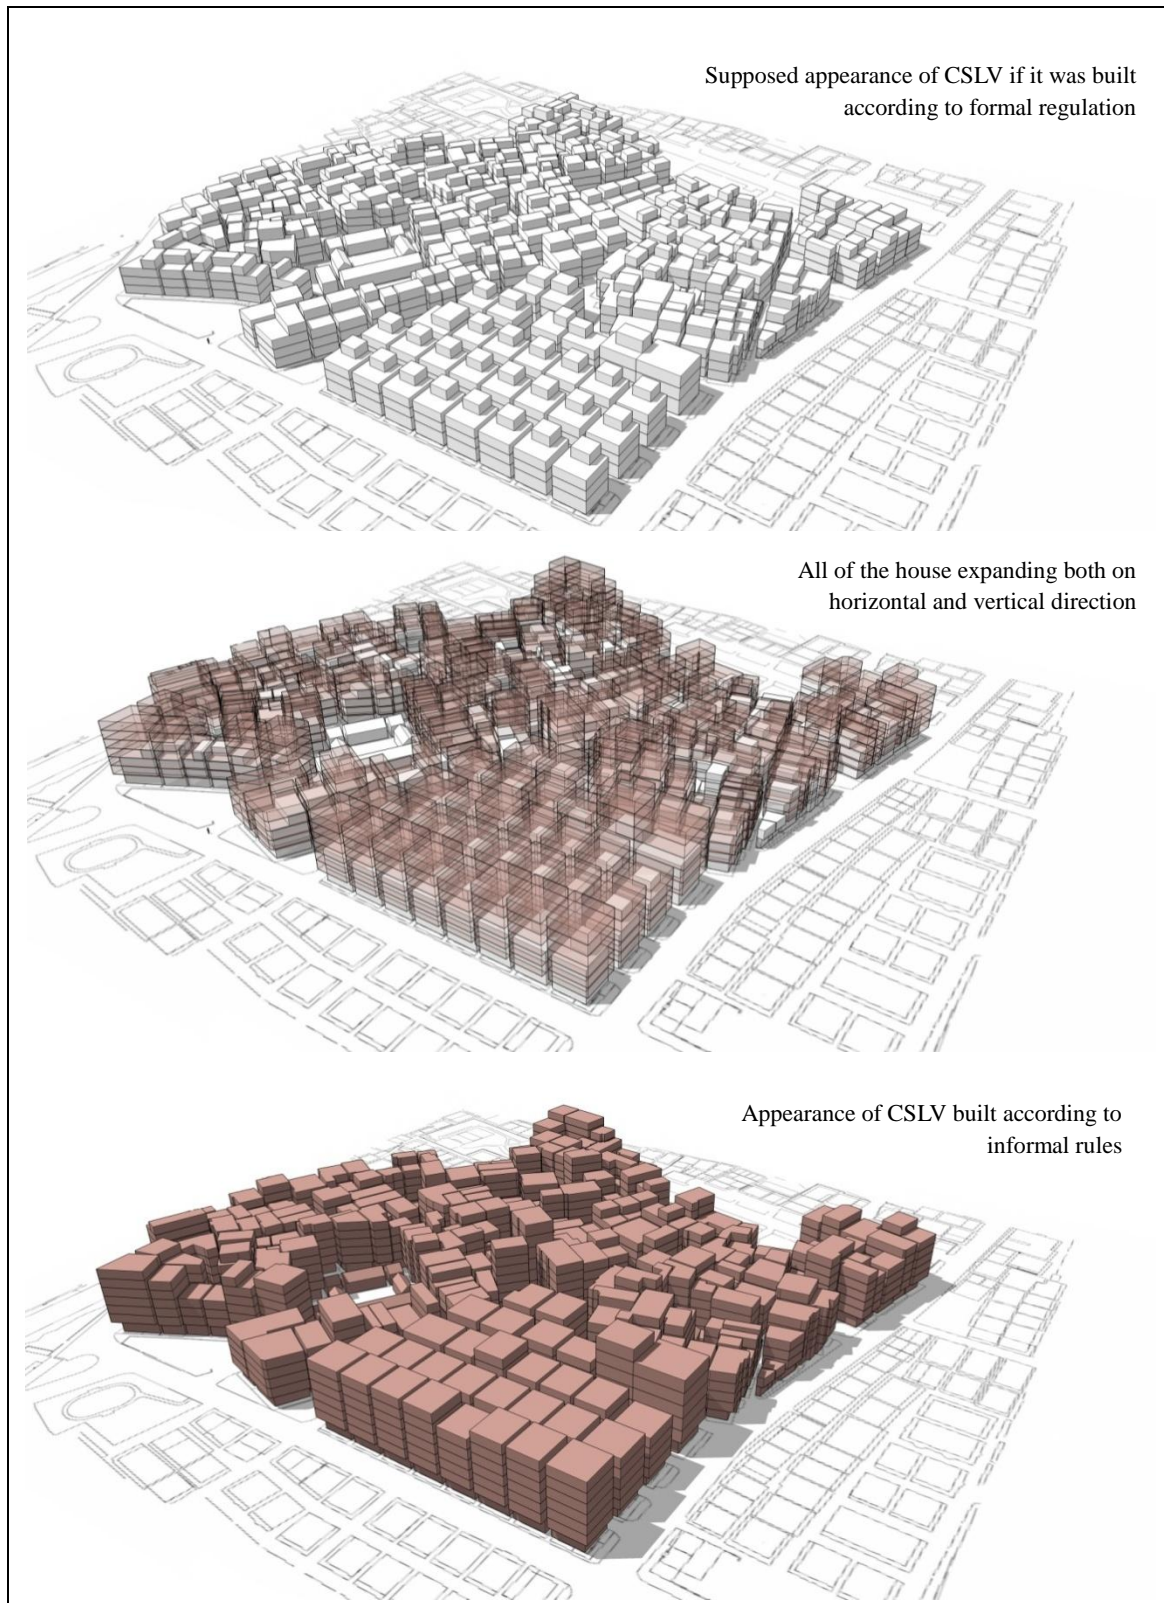 Supposed appearance of CSLV if it was built
according to formal regulation
All of the house expanding both on
horizontal and vertical direction
Appearance of CSLV built according to
informal rules